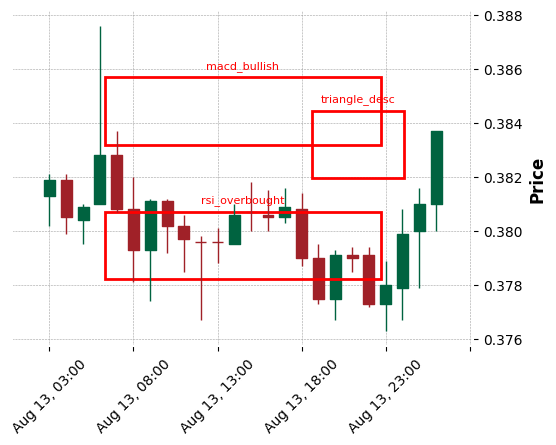 0.388
macd_bullish
0.386
triangle_desc
0.384
0.382
rsi_overbought
0.380
0.378
0.376
Price
Aug 13, 03:00
Aug 13, 08:00
Aug 13, 13:00
Aug 13, 18:00
Aug 13, 23:00